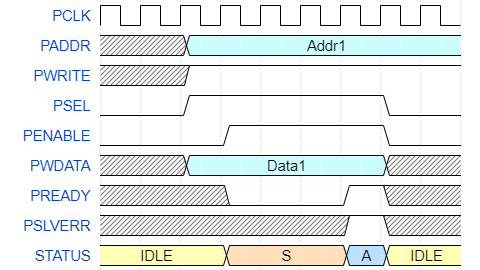 PCLK
PADDR Addr1
PWRITE
PSEL
PENABLE
PWDATA Data1
PREADY
PSLVERR
STATUS IDLE S A IDLE